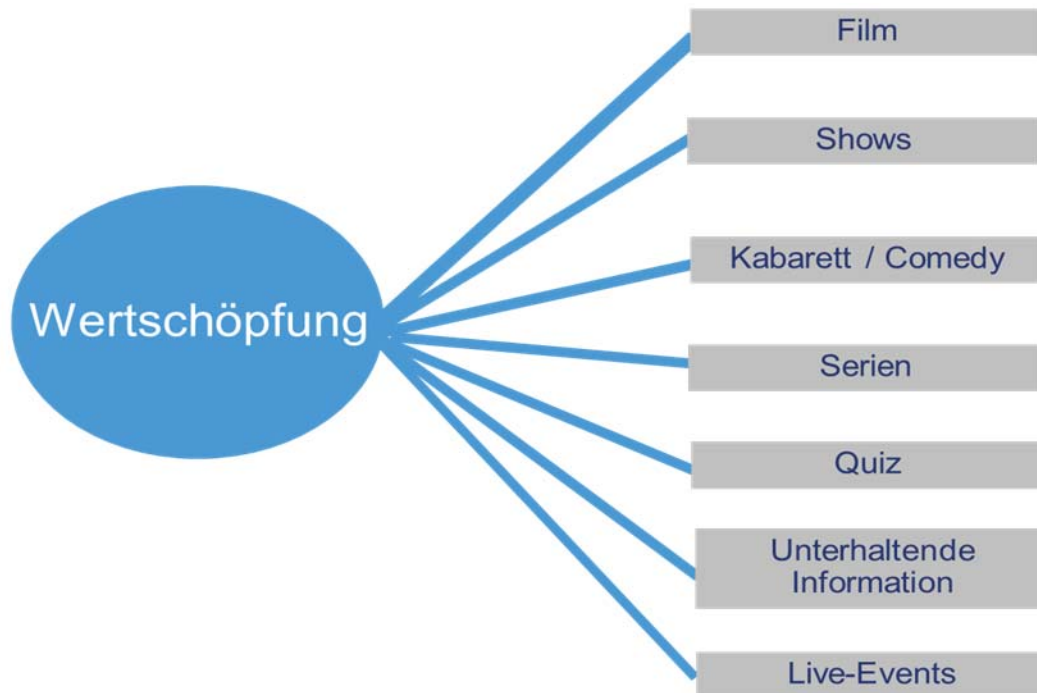 Film
Shows
Kabarett / Comedy
Wertschöpfung
Serien
Quiz
Unterhaltende
Information
Live-Events